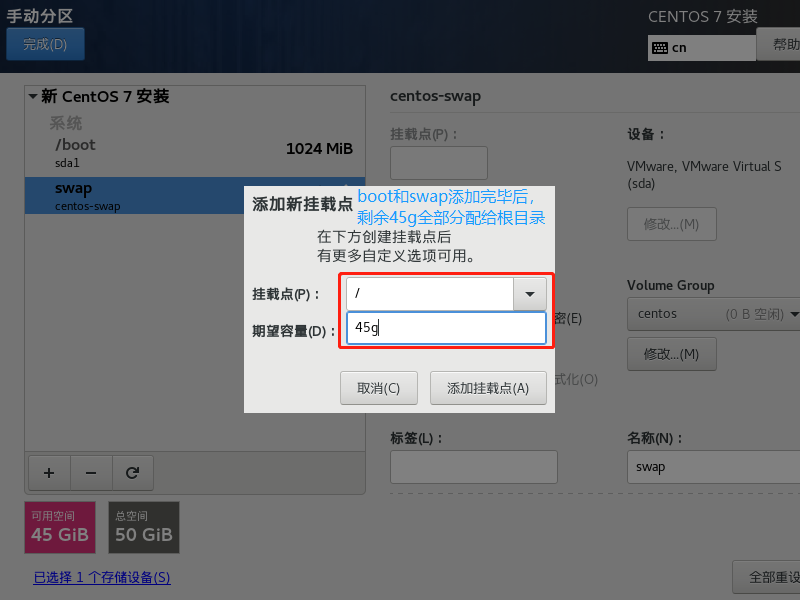 手动分区
CENTOS 7 安装
完成(D)
cn
帮助
新 CentOS 7 安装
系统
/boot
1024 MiB
sda1
swap
centos-swap
centos-swap
挂载点(P)：
设备：
VMware, VMware Virtual S
(sda)
修改...(M)
添加新挂载点
boot和swap添加完毕后，
剩余45g全部分配给根目录
在下方创建挂载点后
有更多自定义选项可用。
挂载点(P)：
/
期望容量(D)：
45g
取消(C)
添加挂载点(A)
密(E)
式化(O)
Volume Group
centos
(0 B 空闲)
修改...(M)
标签(L)：
名称(N)：
swap
可用空间
45 GiB
总空间
50 GiB
已选择 1 个存储设备(S)
全部重设